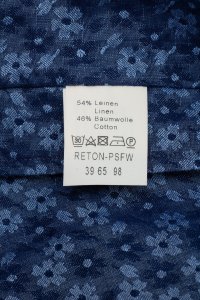 54% Leinen
Linen
46% Baumwolle
Cotton
RETON-PSFW
39 65 98